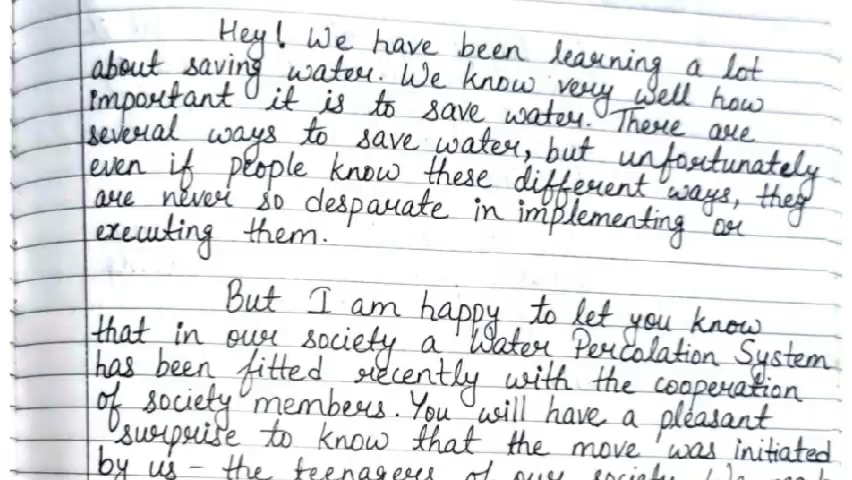 Hey! We have been learning a lot
about saving water. We know very well how
important it is to save water. There are
several ways to save water, but unfortunately
even if people know these different ways, they
are never so desparate in implementing or
executing them.
But I am happy to let you know
that in our society a Water Percolation System
has been fitted recently with the cooperation
of society members. You will have a pleasant
surprise to know that the move was initiated
by us - the teenagers of our society. We